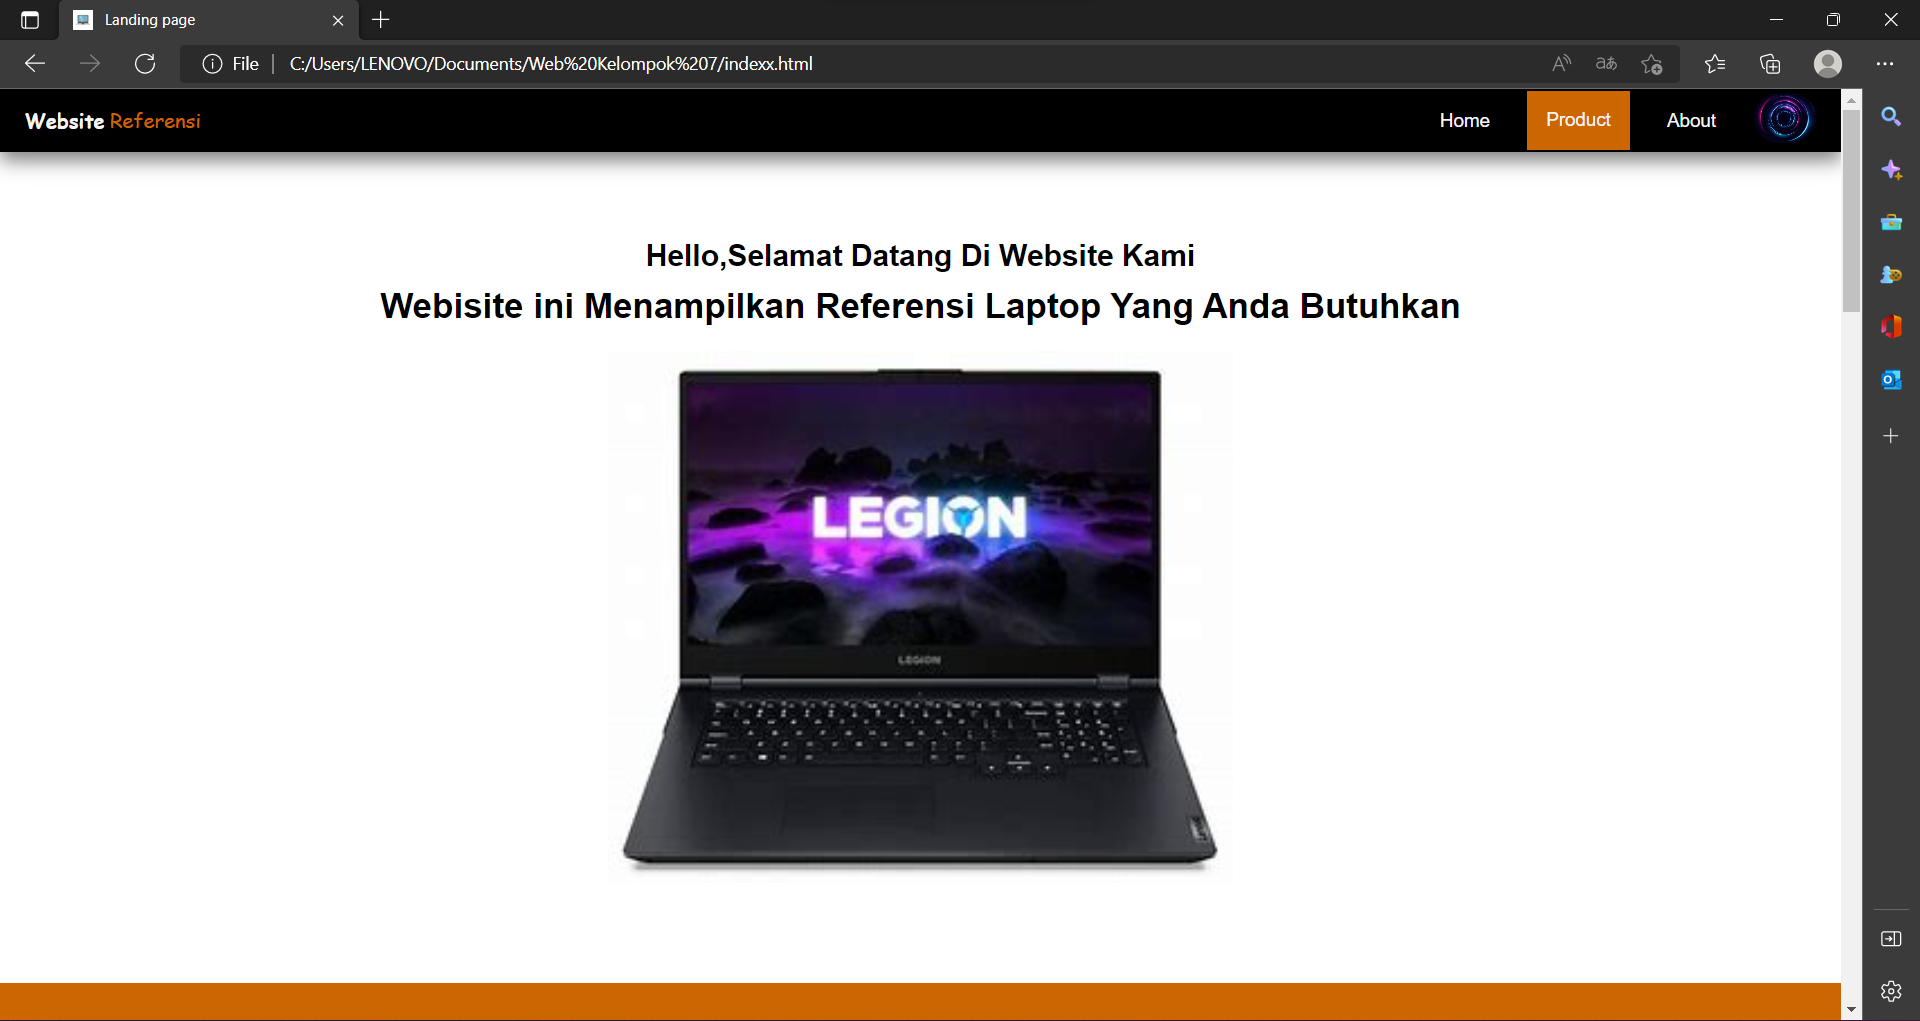 Landing page
File
C:/Users/LENOVO/Documents/Web%20Kelompok%207/indexx.html
Website Referensi
Home
Product
About
Hello,Selamat Datang Di Website Kami
Webisite ini Menampilkan Referensi Laptop Yang Anda Butuhkan
LEGION
LEGION